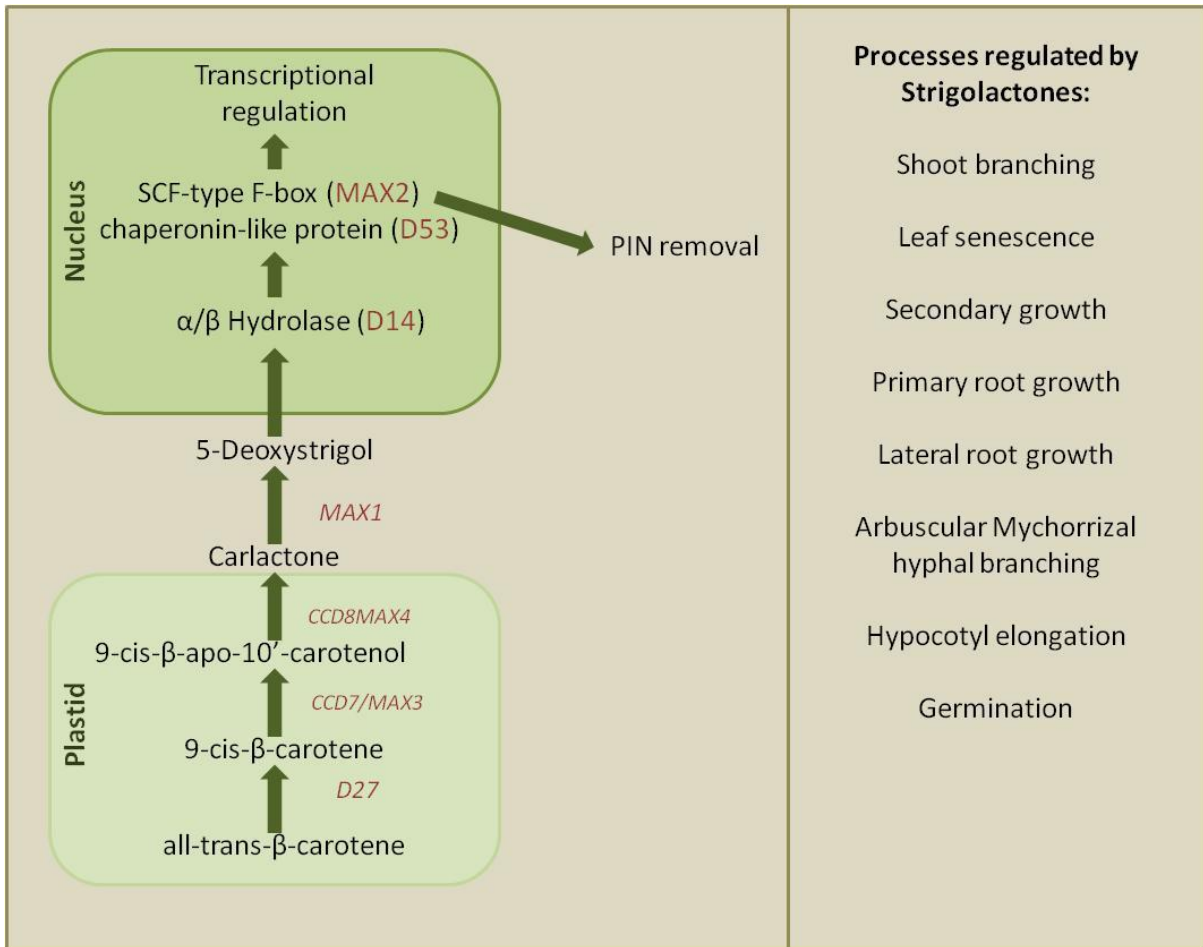 Transcriptional
regulation
SCF-type F-box (MAX2)
chaperonin-like protein (D53)
α/β Hydrolase (D14)
Nucleus
PIN removal
5-Deoxystrigol
MAX1
Carlactone
CCD8MAX4
9-cis-β-apo-10’-carotenol
CCD7/MAX3
9-cis-β-carotene
D27
all-trans-β-carotene
Plastid
Processes regulated by
Strigolactones:
Shoot branching
Leaf senescence
Secondary growth
Primary root growth
Lateral root growth
Arbuscular Mychorrizal
hyphal branching
Hypocotyl elongation
Germination